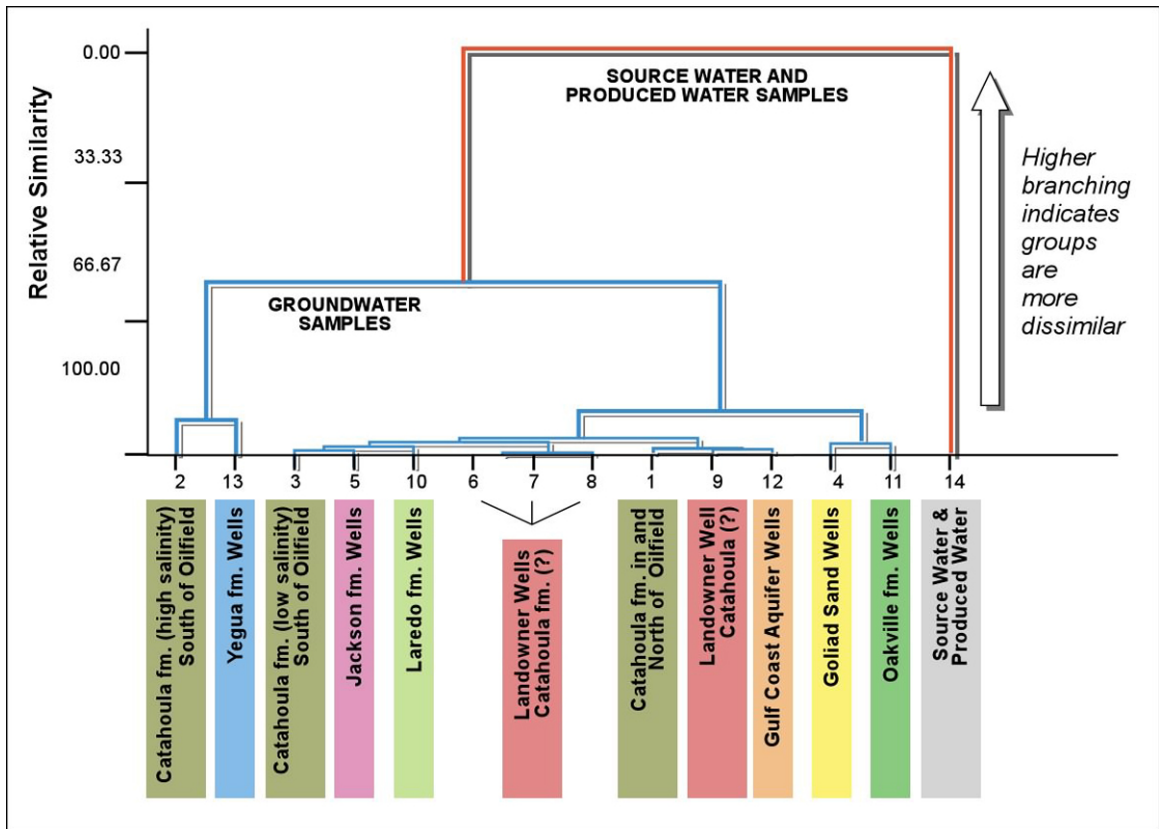 0.00
33.33
66.67
100.00
Relative Similarity
SOURCE WATER AND
PRODUCED WATER SAMPLES
GROUNDWATER
SAMPLES
Higher
branching
indicates
groups
are
more
dissimilar
2 13 3 5 10 6 7 8 1 9 12 4 11 14
Catahoula fm. (high salinity)
South of Oilfield
Yegua fm. Wells
Catahoula fm. (low salinity)
South of Oilfield
Jackson fm. Wells
Laredo fm. Wells
Landowner Wells
Catahoula fm. (?)
Catahoula fm. in and
North of Oilfield
Landowner Well
Catahoula (?)
Gulf Coast Aquifer Wells
Goliad Sand Wells
Oakville fm. Wells
Source Water &
Produced Water